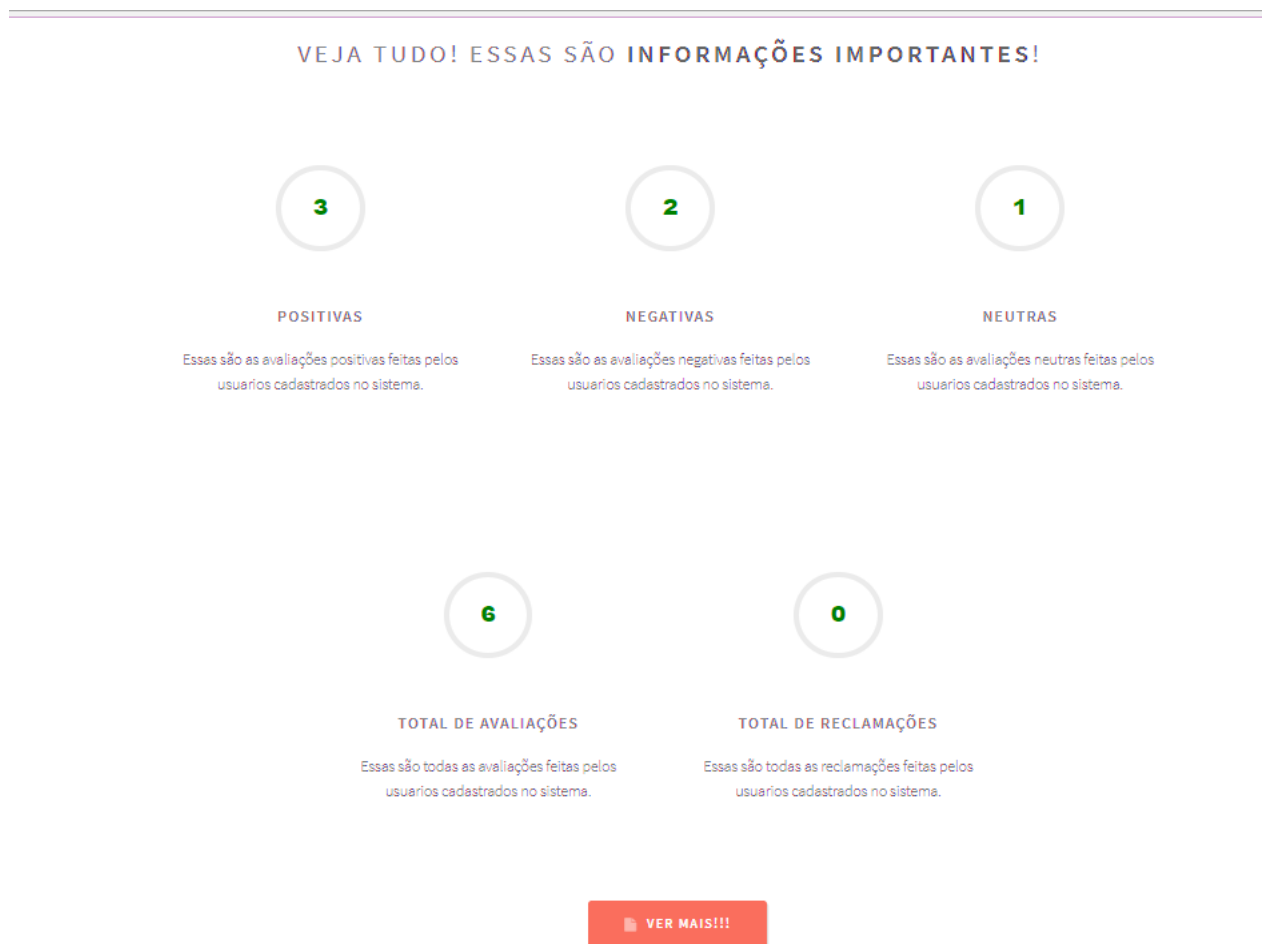 VEJA TUDO! ESSAS SÃO INFORMAÇÕES IMPORTANTES!
3
2
1
POSITIVAS
NEGATIVAS
NEUTRAS
Essas são as avaliações positivas feitas pelos
usuarios cadastrados no sistema.
Essas são as avaliações negativas feitas pelos
usuarios cadastrados no sistema.
Essas são as avaliações neutras feitas pelos
usuarios cadastrados no sistema.
6
0
TOTAL DE AVALIAÇÕES
TOTAL DE RECLAMAÇÕES
Essas são todas as avaliações feitas pelos
usuarios cadastrados no sistema.
Essas são todas as reclamações feitas pelos
usuarios cadastrados no sistema.
VER MAIS!!!